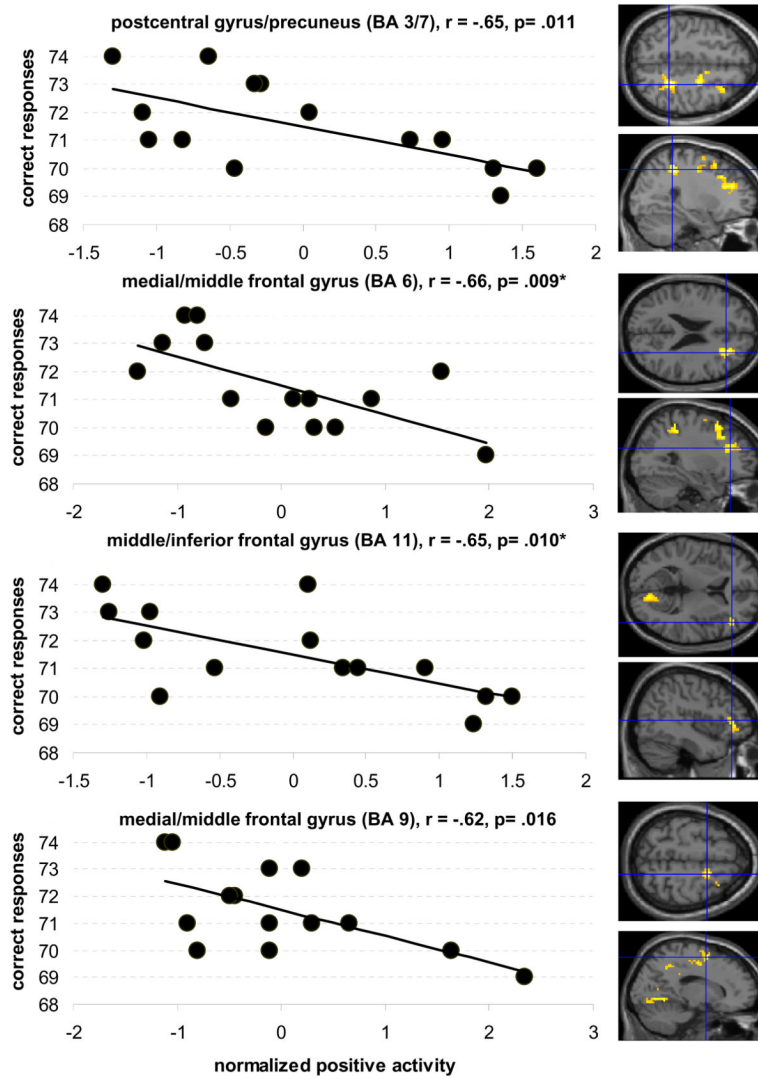 postcentral gyrus/precuneus (BA 3/7), r = -.65, p= .011
correct responses
74
73
72
71
70
69
68
-1.5 -1 -0.5 0 0.5 1 1.5 2
medial/middle frontal gyrus (BA 6), r = -.66, p= .009*
correct responses
74
73
72
71
70
69
68
-2 -1 0 1 2 3
middle/inferior frontal gyrus (BA 11), r = -.65, p= .010*
correct responses
74
73
72
71
70
69
68
-1.5 -1 -0.5 0 0.5 1 1.5 2
medial/middle frontal gyrus (BA 9), r = -.62, p= .016
correct responses
74
73
72
71
70
69
68
-2 -1 0 1 2 3
normalized positive activity